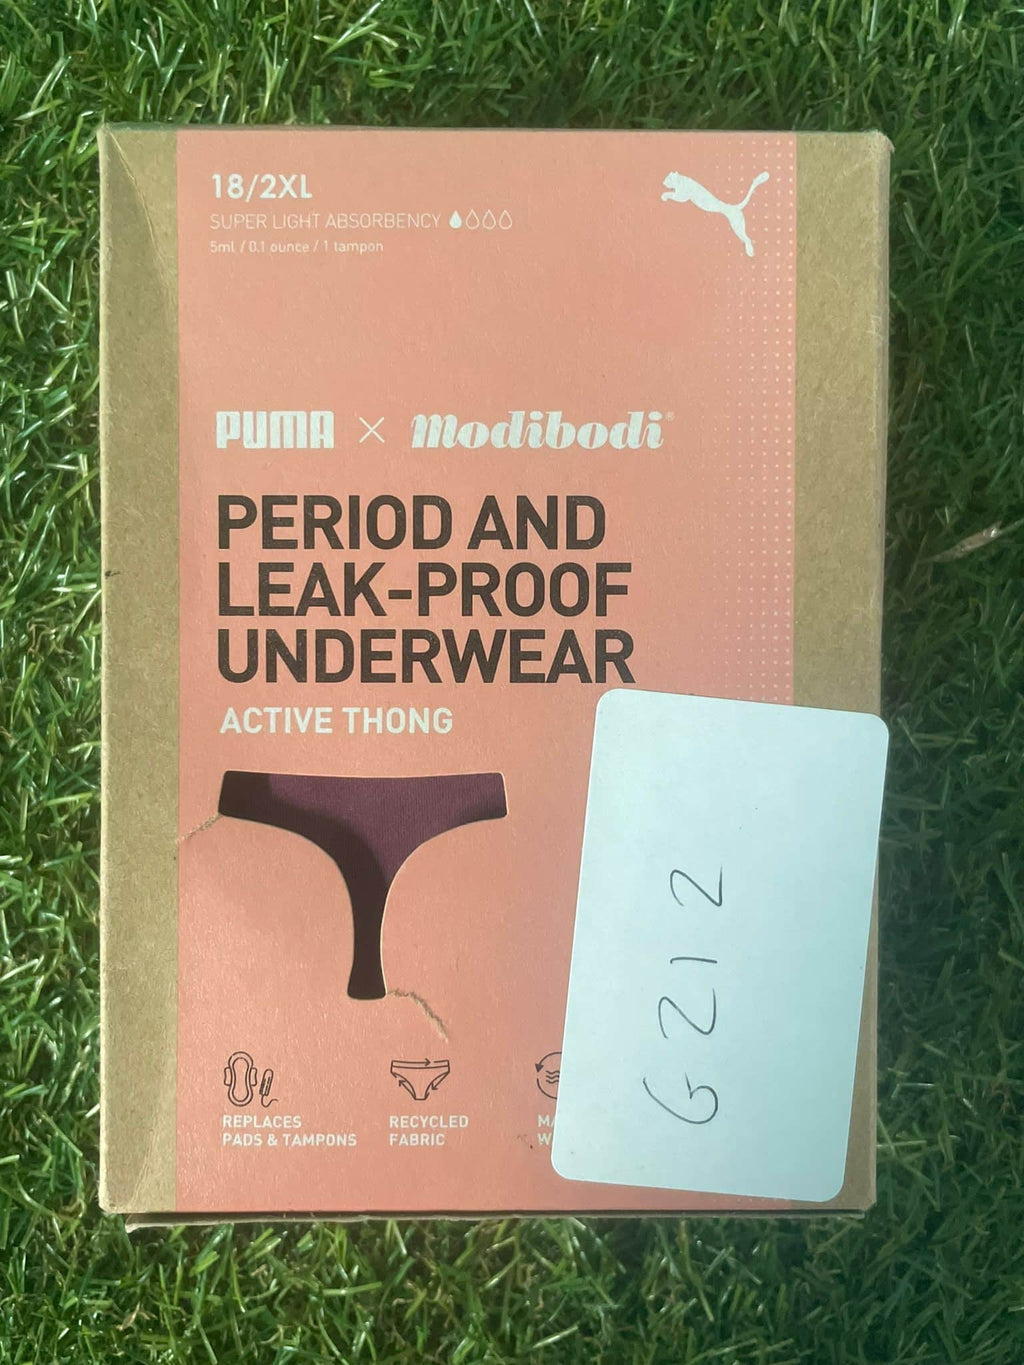 18/2XL
SUPER LIGHT ABSORBENCY
5ml / 0.1 ounce / 1 tampon
PUMA × modibodi®
PERIOD AND
LEAK-PROOF
UNDERWEAR
ACTIVE THONG
REPLACES
PADS & TAMPONS
RECYCLED
FABRIC
G212